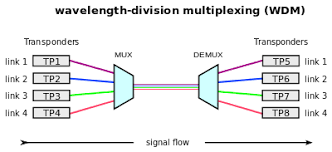 wavelength-division multiplexing (WDM)
Transponders
Transponders
MUX
DEMUX
link 1 TP1
TP5 link 1
link 2 TP2
TP6 link 2
link 3 TP3
TP7 link 3
link 4 TP4
TP8 link 4
signal flow